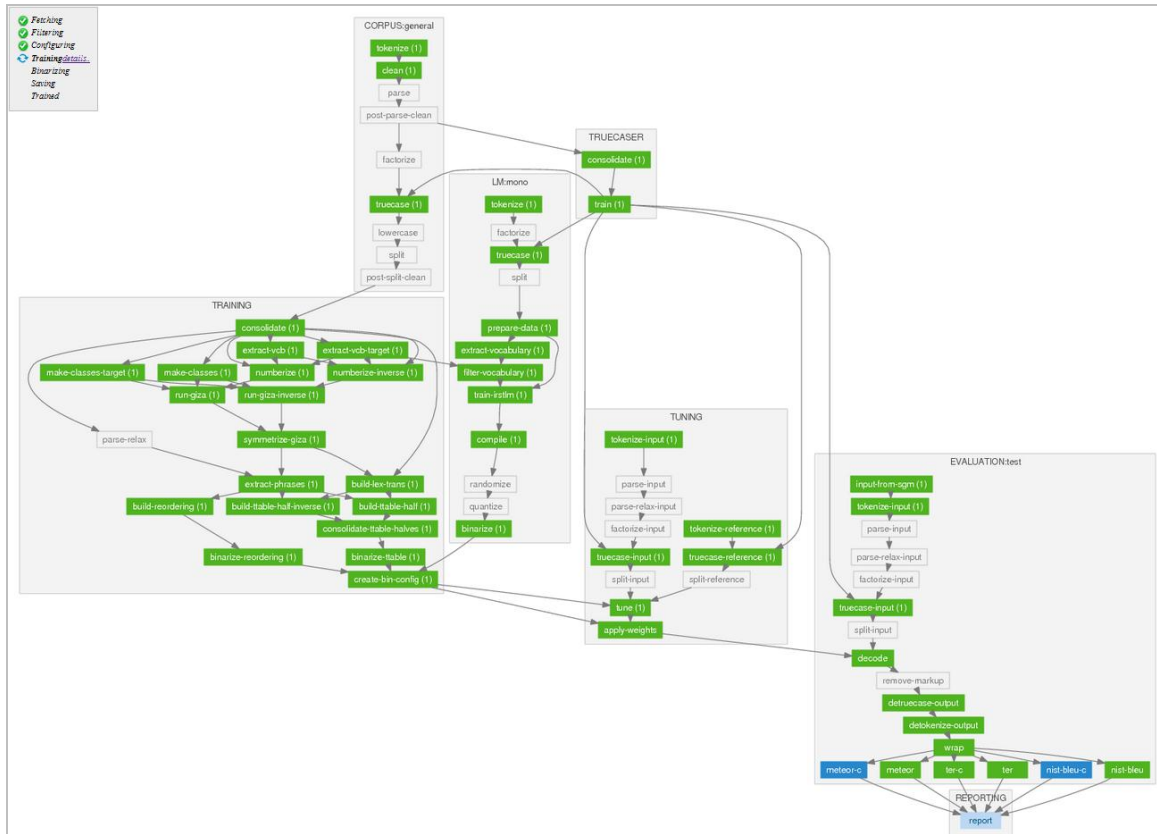 Fetching
Filtering
Configuring
Trainingdetails.
Binarizing
Saving
Trained
CORPUS:general
tokenize (1)
clean (1)
parse
post-parse-clean
factorize
truecase (1)
lowercase
split
post-split-clean
TRUECASER
consolidate (1)
train (1)
LM:mono
tokenize (1)
factorize
truecase (1)
split
prepare-data (1)
extract-vocabulary (1)
filter-vocabulary (1)
train-irstlm (1)
compile (1)
randomize
quantize
binarize (1)
TRAINING
consolidate (1)
extract-vcb (1) extract-vcb-target (1)
make-classes-target (1) make-classes (1) numberize (1) numberize-inverse (1)
run-giza (1) run-giza-inverse (1)
parse-relax symmetrize-giza (1)
extract-phrases (1) build-lex-trans (1)
build-reordering (1) build-ttable-half-inverse (1) build-ttable-half (1)
consolidate-ttable-halves (1)
binarize-reordering (1) binarize-ttable (1)
create-bin-config (1)
TUNING
tokenize-input (1)
parse-input
parse-relax-input
factorize-input tokenize-reference (1)
truecase-input (1) truecase-reference (1)
split-input split-reference
tune (1)
apply-weights
EVALUATION:test
input-from-sgm (1)
tokenize-input (1)
parse-input
parse-relax-input
factorize-input
truecase-input (1)
split-input
decode
remove-markup
detruecase-output
detokenize-output
wrap
meteor-c meteor ter-c ter nist-bleu-c nist-bleu
REPORTING
report